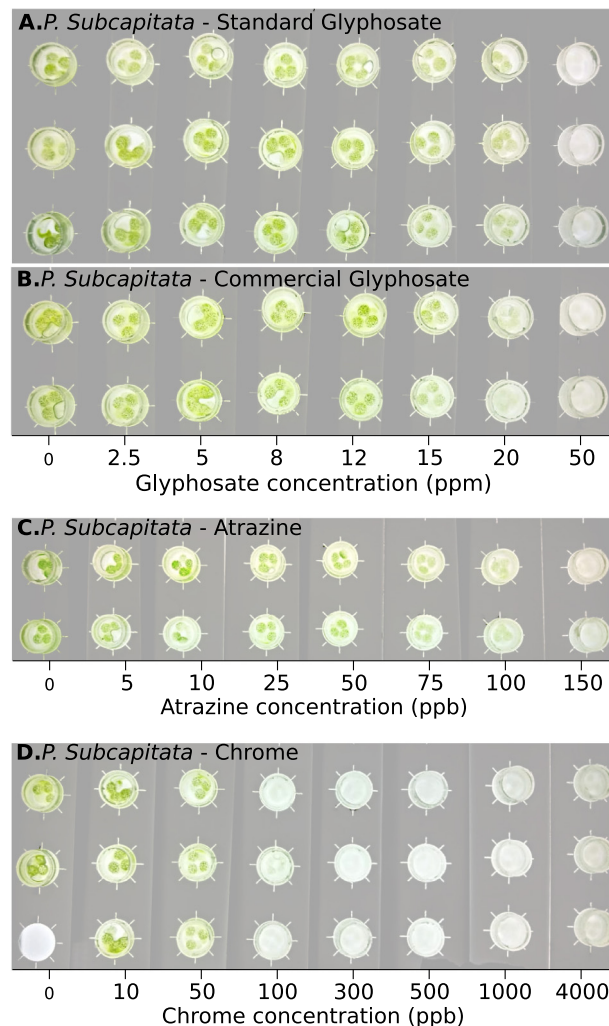 A.P. Subcapitata - Standard Glyphosate
B.P. Subcapitata - Commercial Glyphosate
0 2.5 5 8 12 15 20 50
Glyphosate concentration (ppm)
C.P. Subcapitata - Atrazine
0 5 10 25 50 75 100 150
Atrazine concentration (ppb)
D.P. Subcapitata - Chrome
0 10 50 100 300 500 1000 4000
Chrome concentration (ppb)